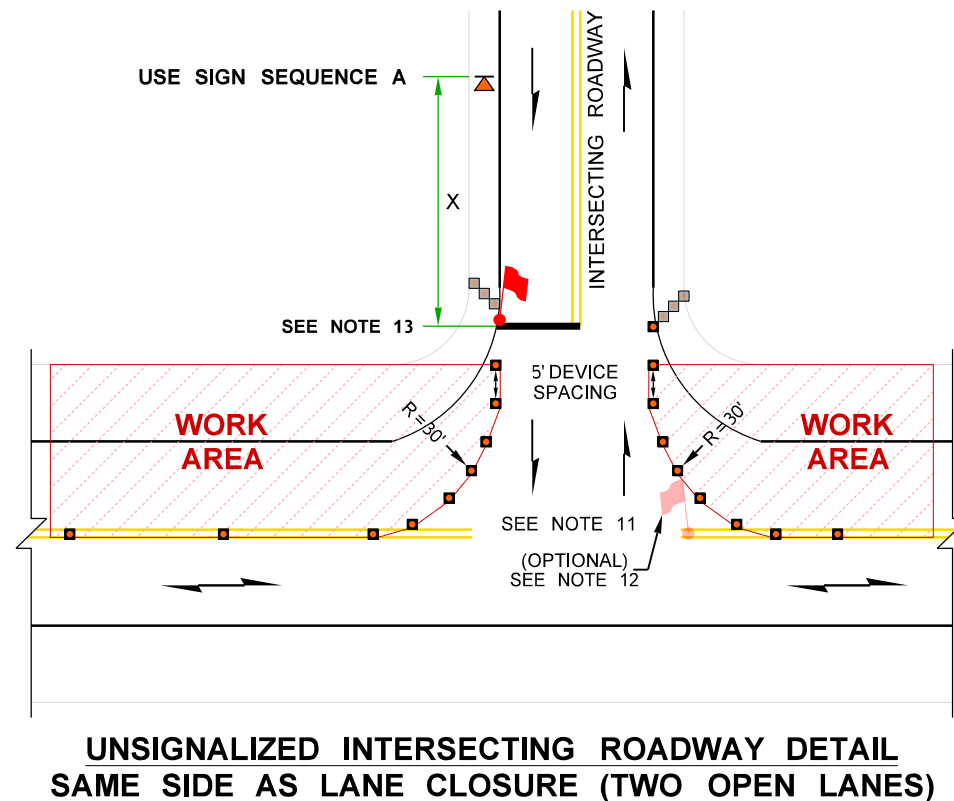 USE SIGN SEQUENCE A
X
INTERSECTING ROADWAY
SEE NOTE 13
5' DEVICE
SPACING
WORK
AREA
R = 30'
R = 30'
WORK
AREA
SEE NOTE 11
(OPTIONAL)
SEE NOTE 12
UNSIGNALIZED INTERSECTING ROADWAY DETAIL
SAME SIDE AS LANE CLOSURE (TWO OPEN LANES)